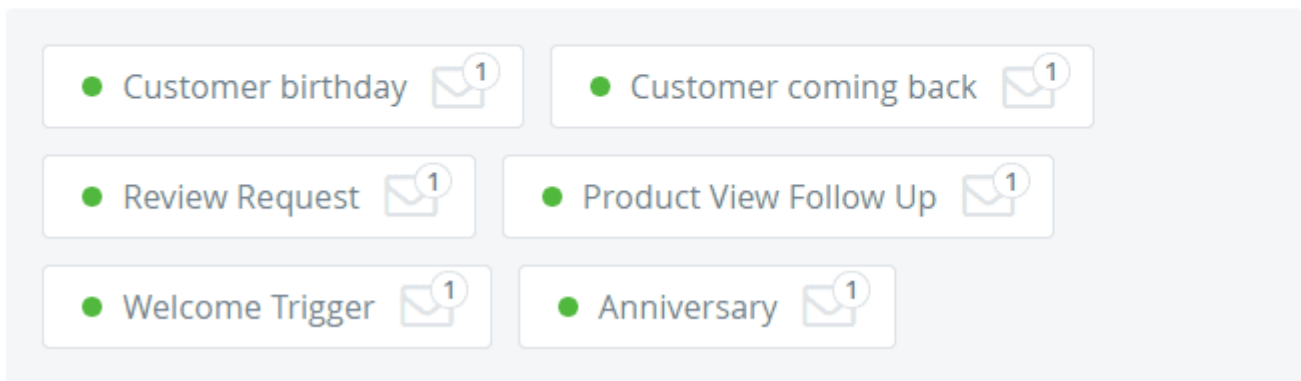 Customer birthday 1 Customer coming back 1
Review Request 1 Product View Follow Up 1
Welcome Trigger 1 Anniversary 1